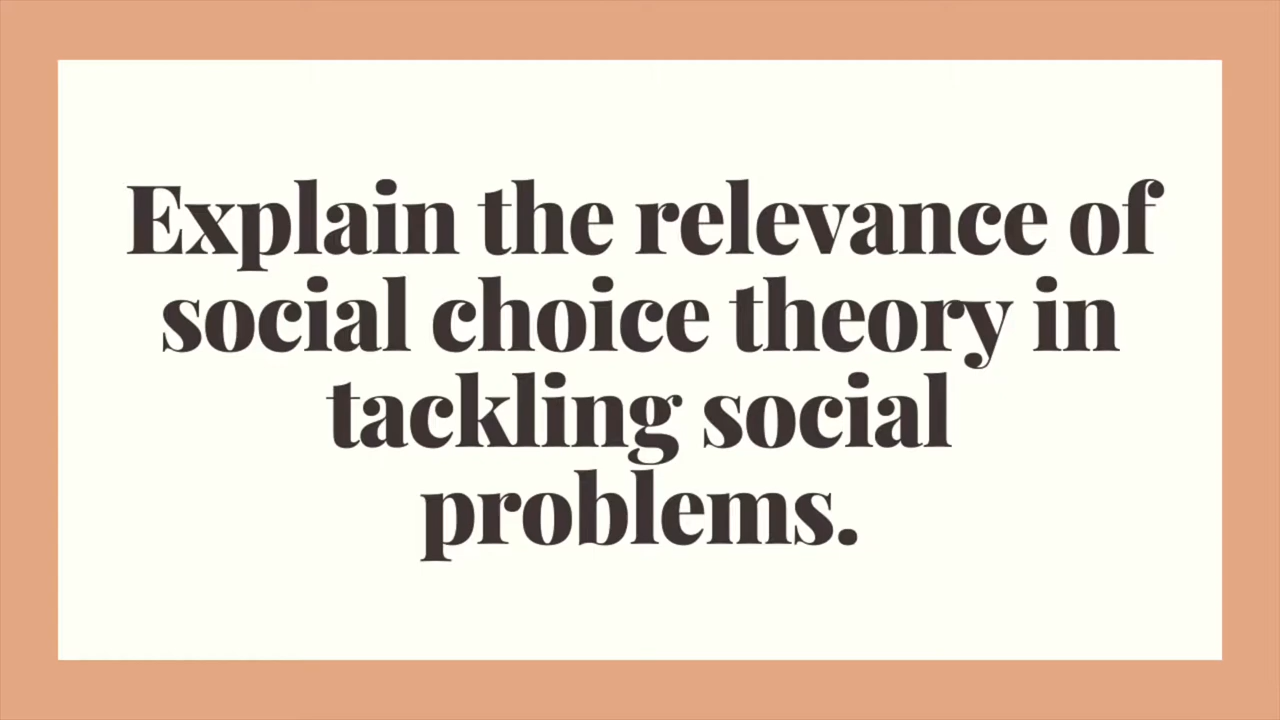 Explain the relevance of
social choice theory in
tackling social
problems.